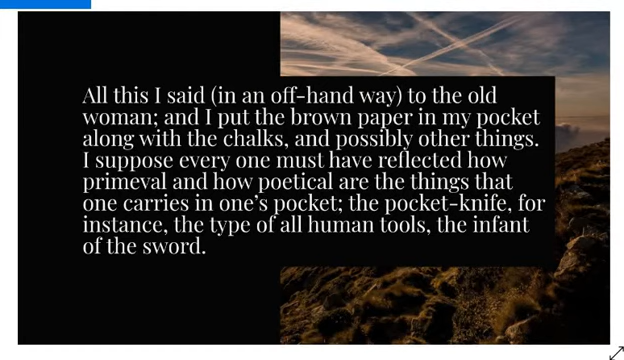 All this I said (in an off-hand way) to the old
woman; and I put the brown paper in my pocket
along with the chalks, and possibly other things.
I suppose every one must have reflected how
primeval and how poetical are the things that
one carries in one's pocket; the pocket-knife, for
instance, the type of all human tools, the infant
of the sword.